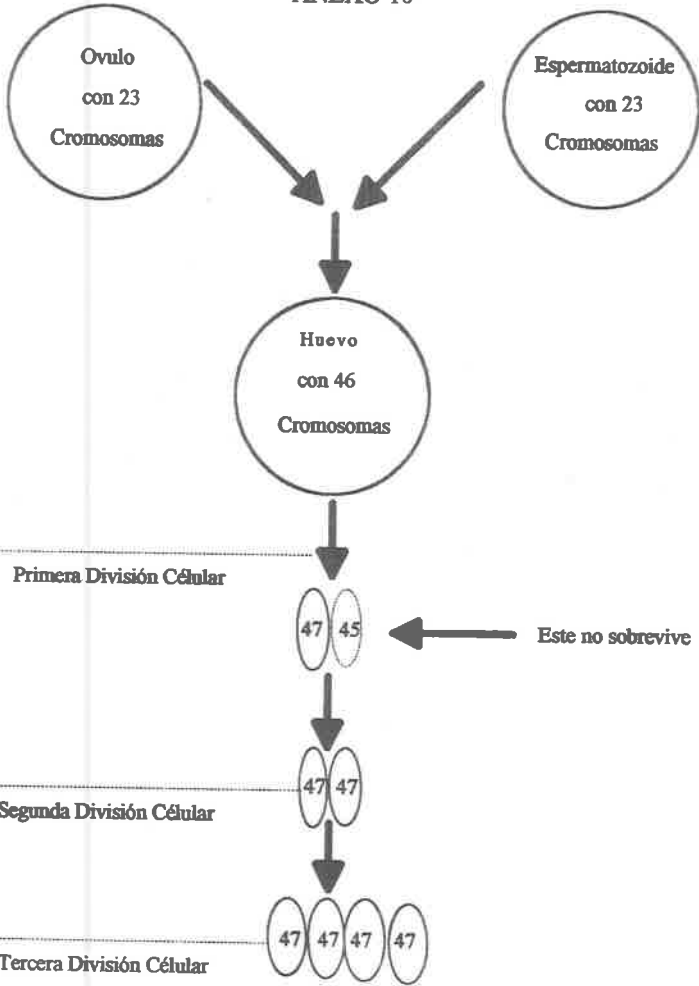 Ovulo
con 23
Cromosomas
Espermatozoide
con 23
Cromosomas
Huevo
con 46
Cromosomas
Primera División Célular
47 45
Este no sobrevive
47 47
Segunda División Célular
47 47 47 47
Tercera División Célular